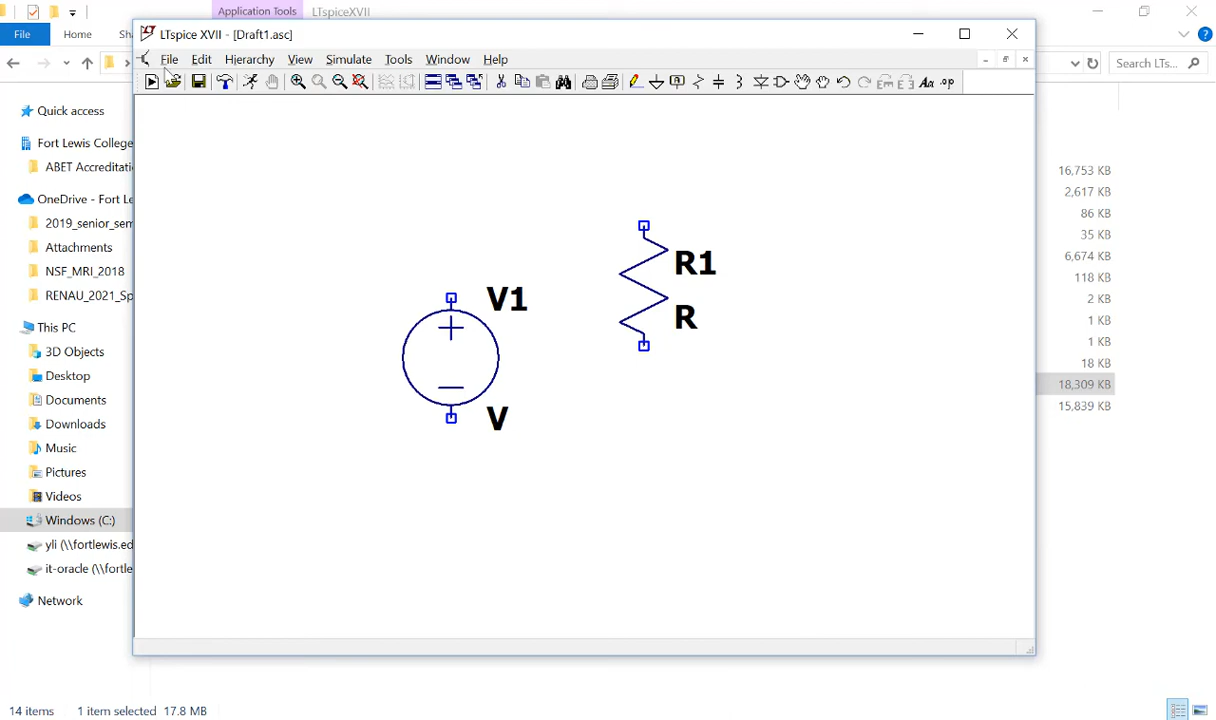 Application Tools
LTspiceXVII
File
Home
Sha
LTspice XVII - [Draft1.asc]
File Edit Hierarchy View Simulate Tools Window Help
Search LTs...
Aa .op
Quick access
Fort Lewis College
ABET Accreditati
OneDrive - Fort Le
2019_senior_sem
Attachments
NSF_MRI_2018
RENAU_2021_Sp
This PC
3D Objects
Desktop
Documents
Downloads
Music
Pictures
Videos
Windows (C:)
yli (\\fortlewis.ed
it-oracle (\\fortle
Network
V1
V
R1
R
16,753 KB
2,617 KB
86 KB
35 KB
6,674 KB
118 KB
2 KB
1 KB
1 KB
18 KB
18,309 KB
15,839 KB
14 items 1 item selected 17.8 MB